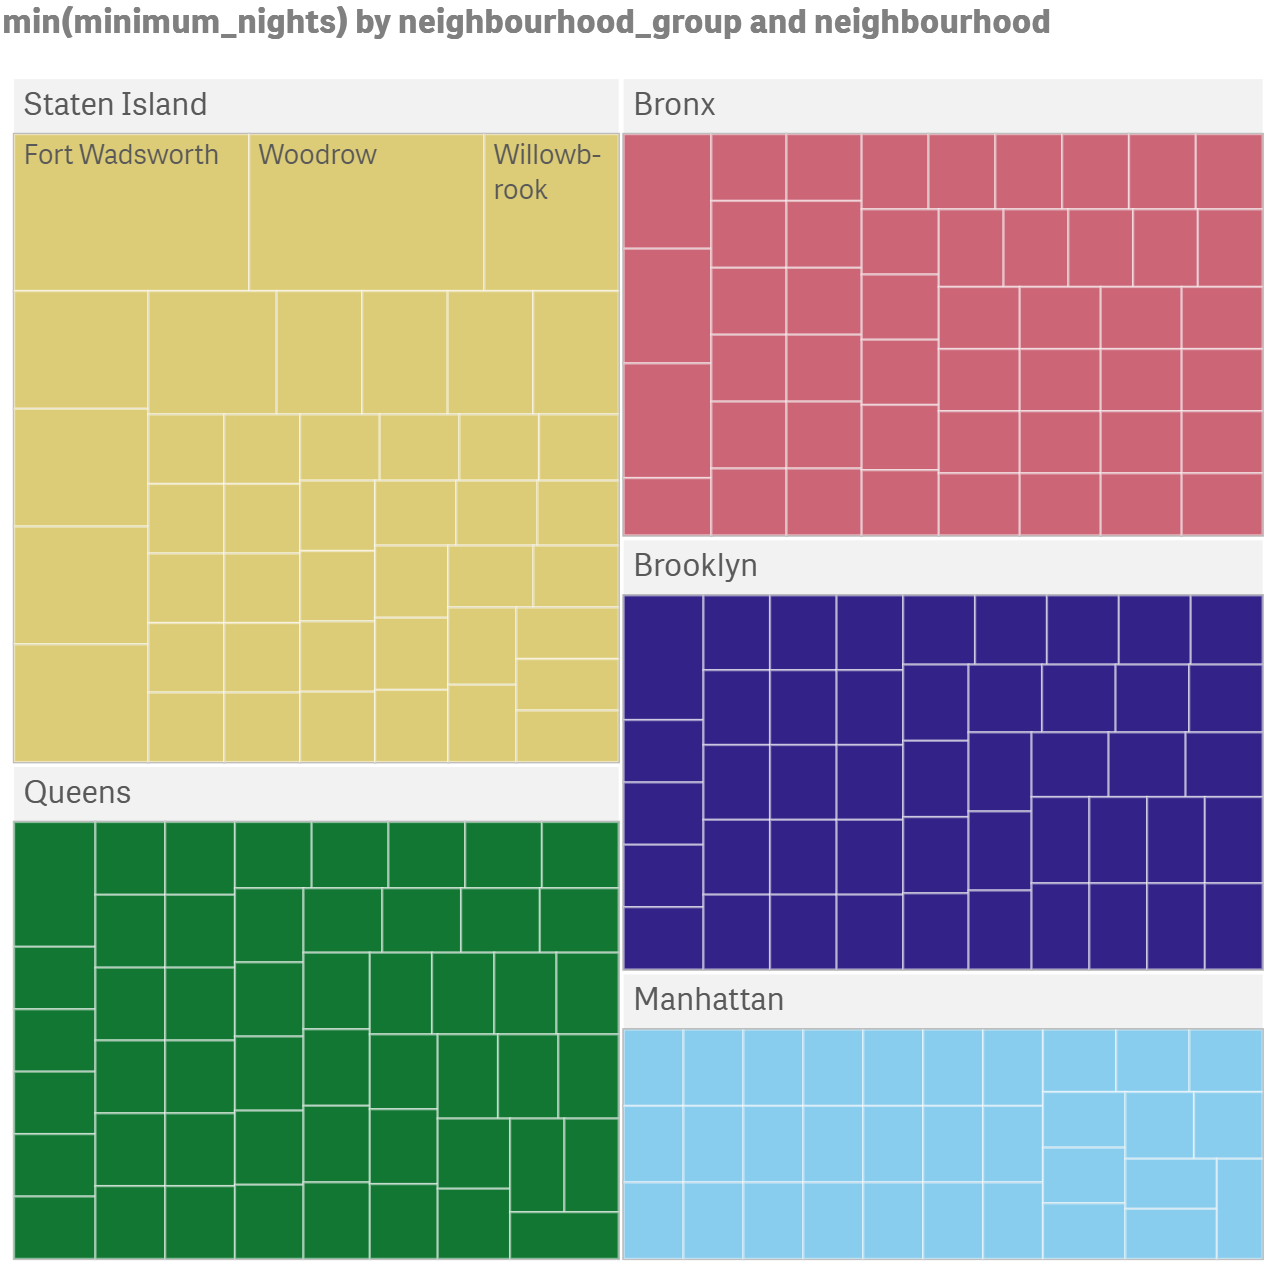 min(minimum_nights) by neighbourhood_group and neighbourhood
Staten Island
Fort Wadsworth
Woodrow
Willowb-
rook
Bronx
Brooklyn
Queens
Manhattan